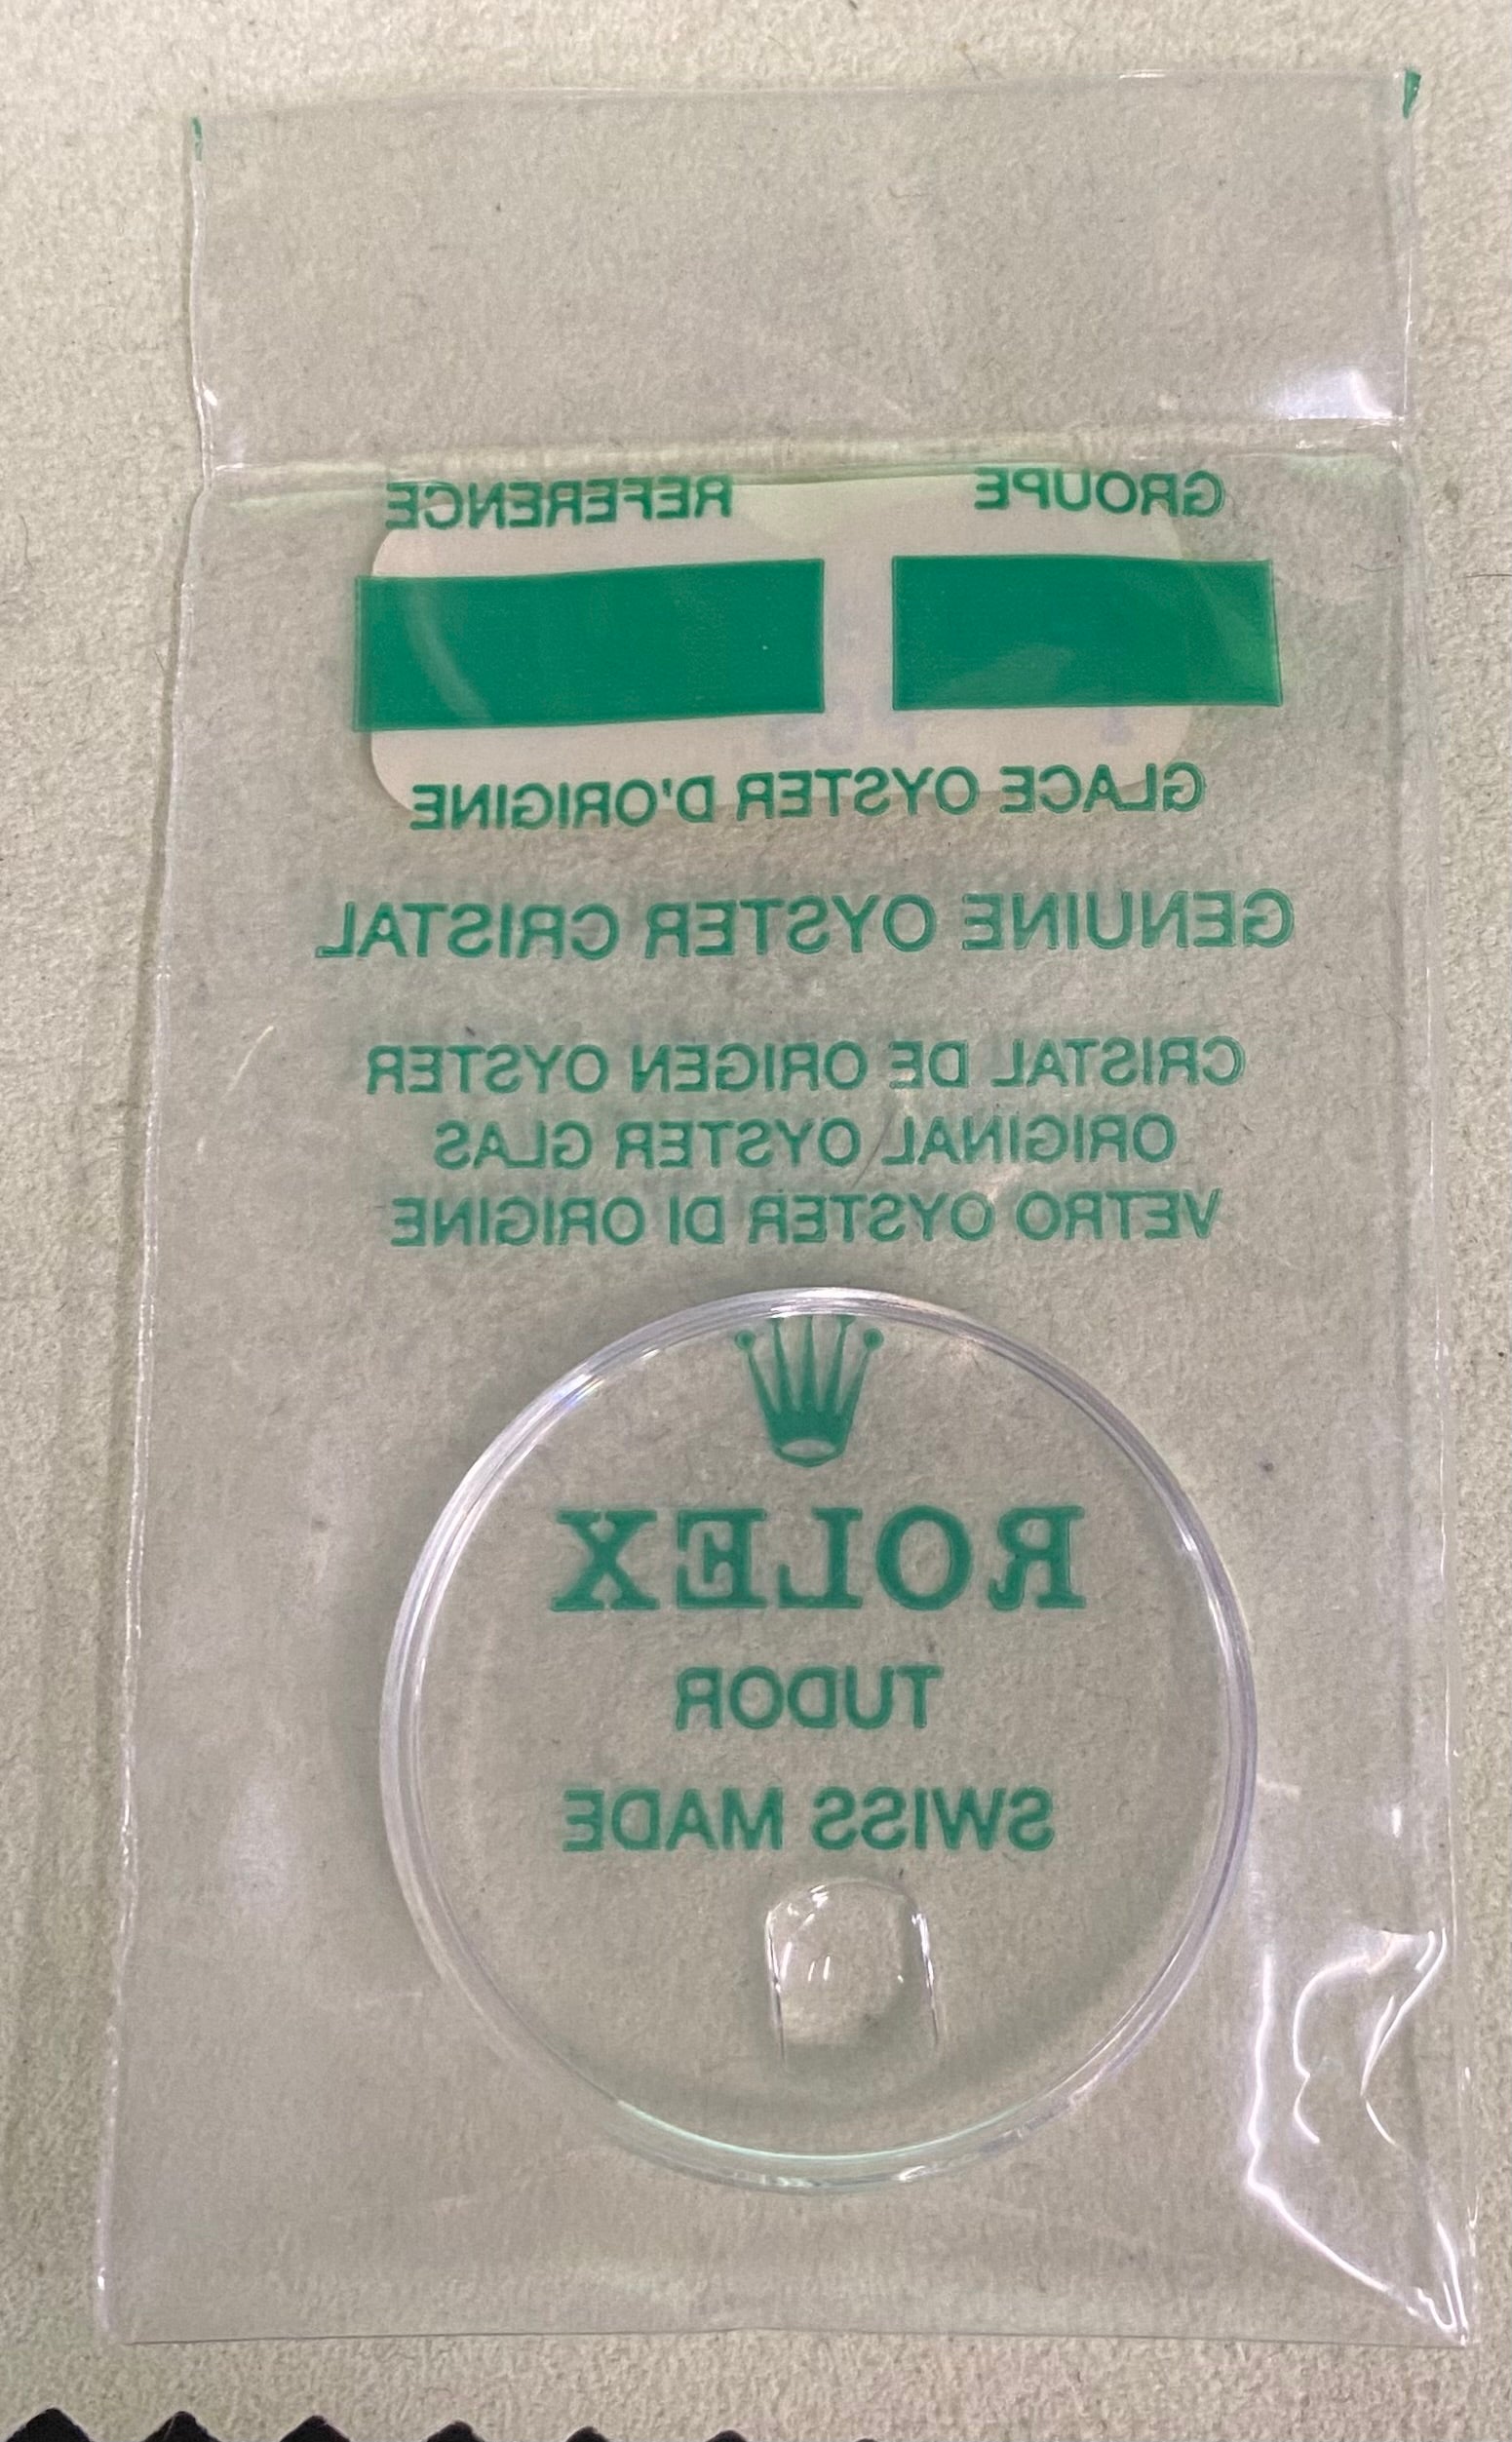 GROUPE REFERENCE
GLACE OYSTER D'ORIGINE
GENUINE OYSTER CRISTAL
CRISTAL DE ORIGEN OYSTER
ORIGINAL OYSTER GLAS
VETRO OYSTER DI ORIGINE
ROLEX
TUDOR
SWISS MADE